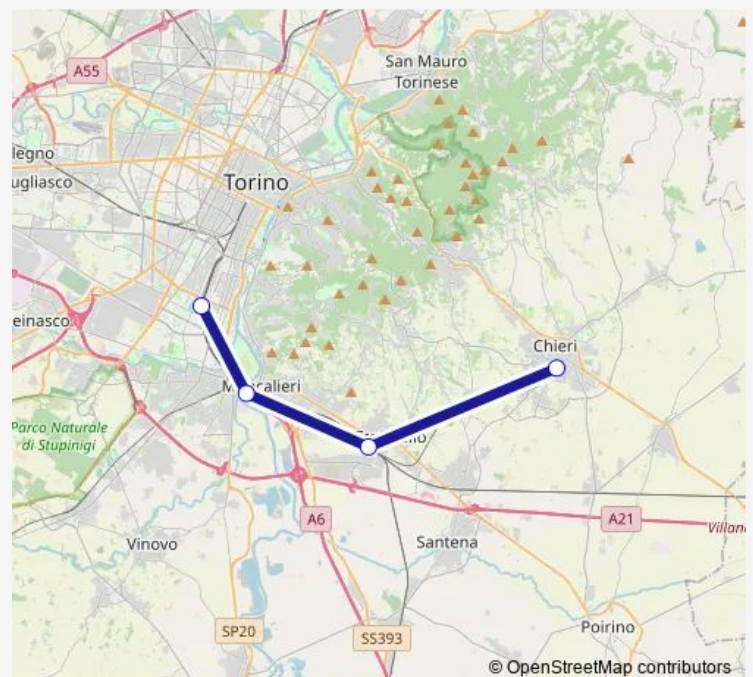 A55
San Mauro
Torinese
legno
ugliasco
Torino
einasco
Chieri
Parco Naturale
di Stupinigi
A6
A21
Villan
Vinovo
Santena
SP20
SS393
Poirino
© OpenStreetMap contributors